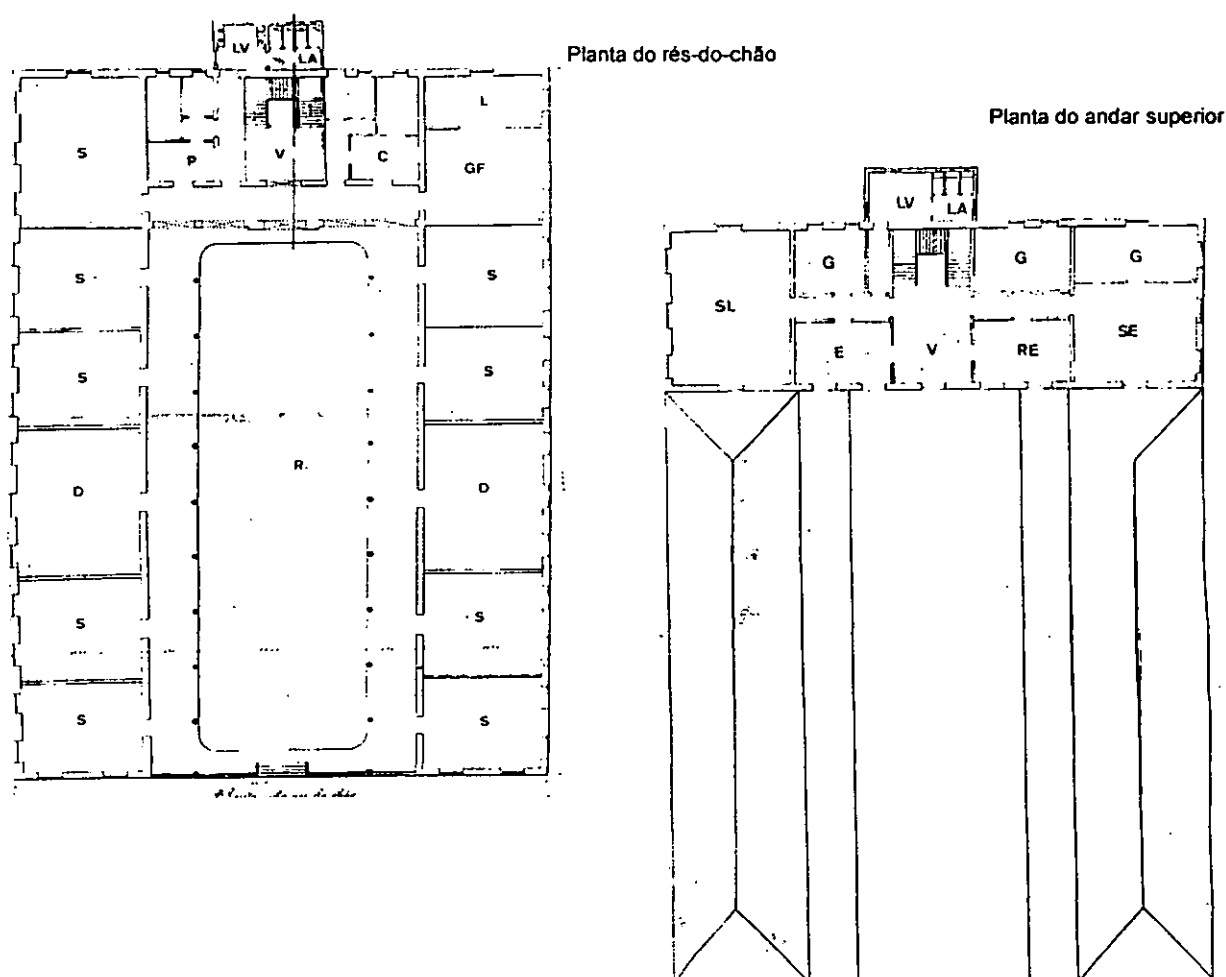 Planta do rés-do-chão
LV LA
L
S P V C GF
S S
S S
R.
D D
S S
S S
Planta do andar superior
LV LA
G G G
SL SE
E V RE